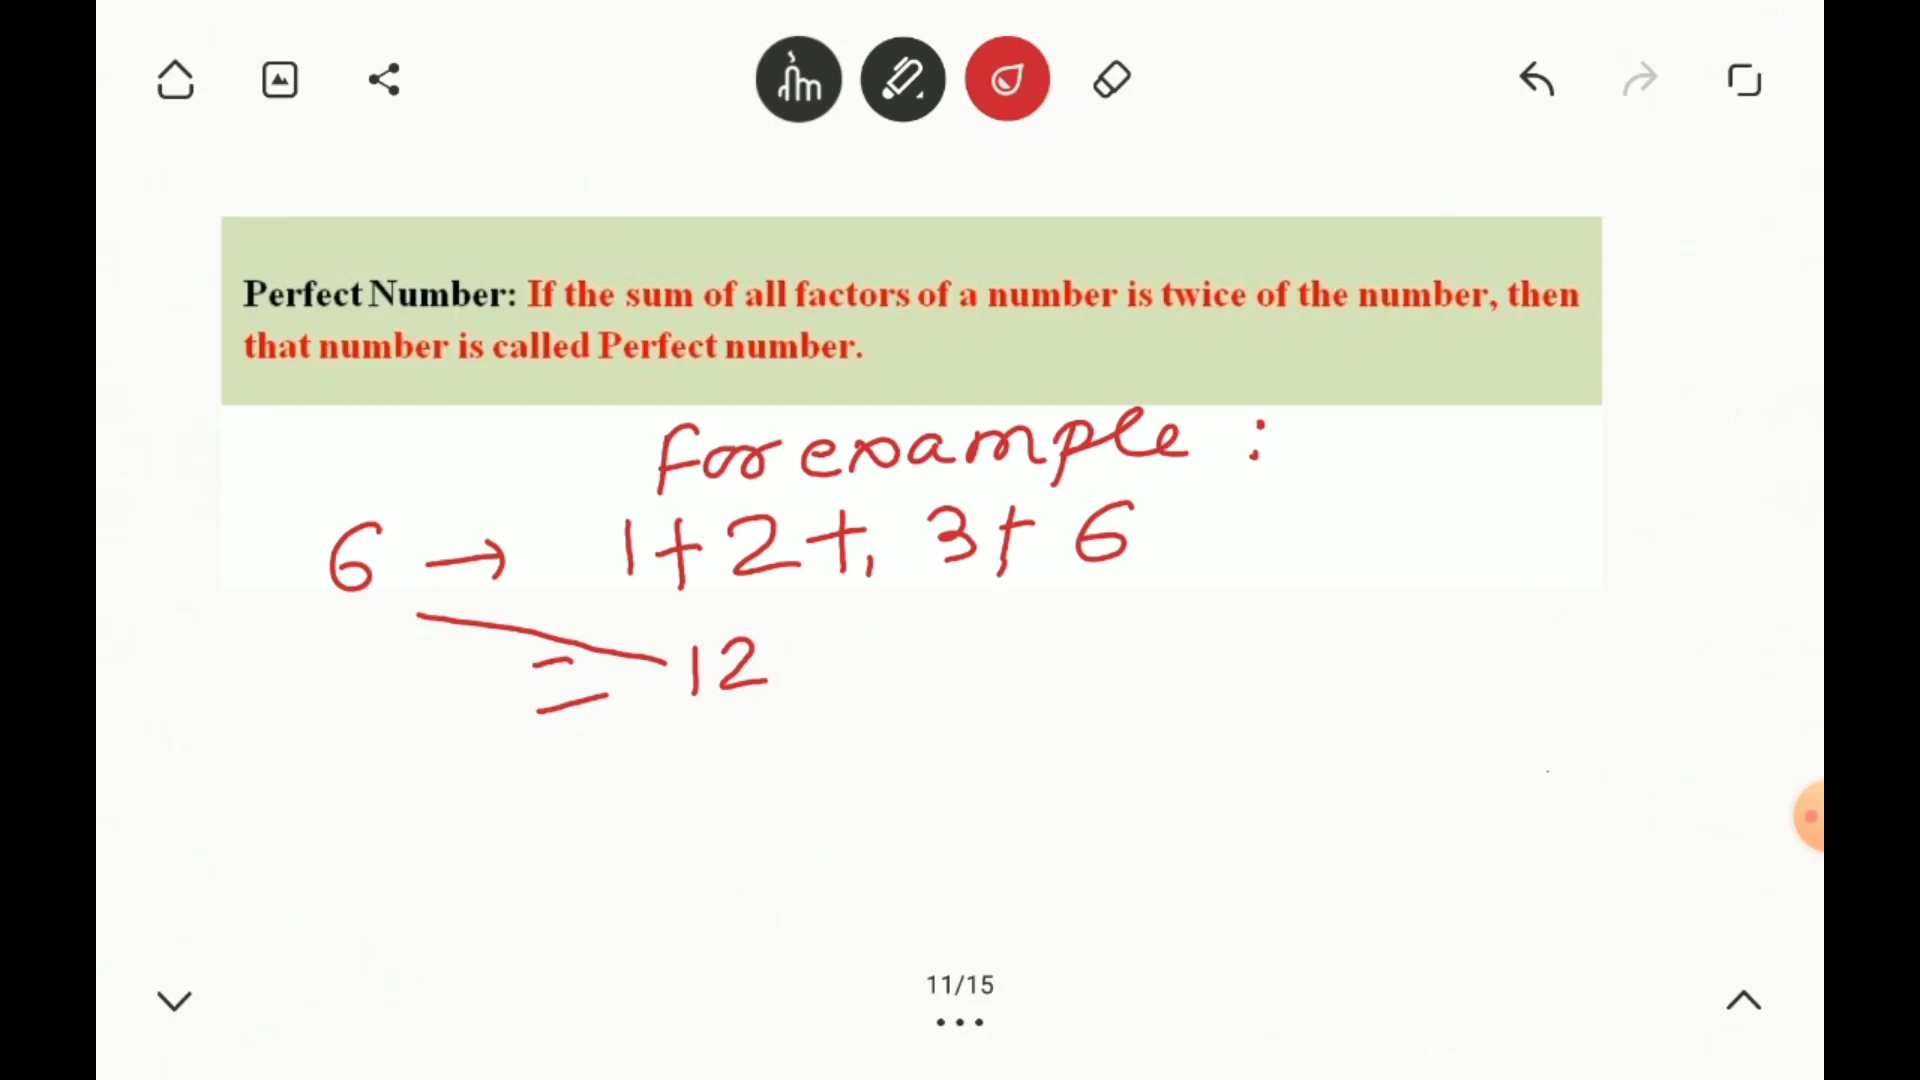 Perfect Number: If the sum of all factors of a number is twice of the number, then
that number is called Perfect number.
For example :
6 → 1+2+, 3+ 6
= 12
11/15